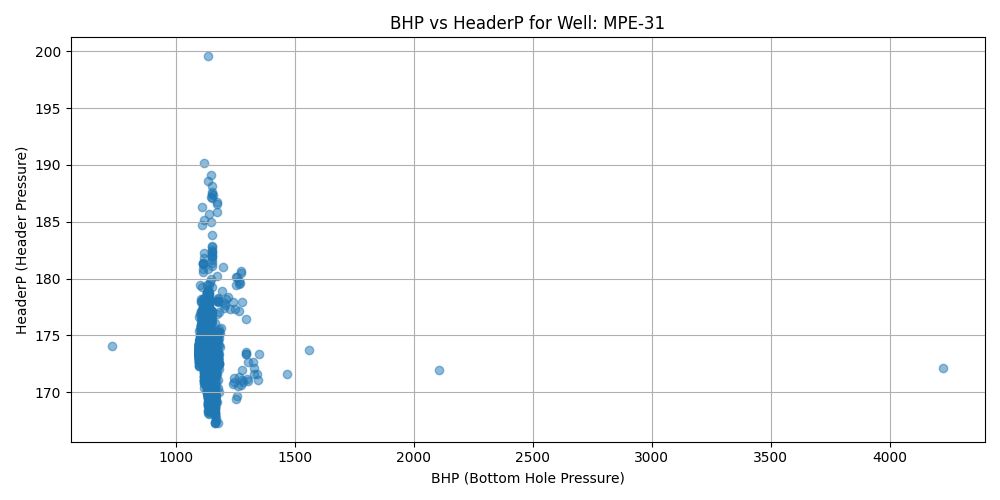 BHP vs HeaderP for Well: MPE-31
HeaderP (Header Pressure)
200
195
190
185
180
175
170
1000 1500 2000 2500 3000 3500 4000
BHP (Bottom Hole Pressure)